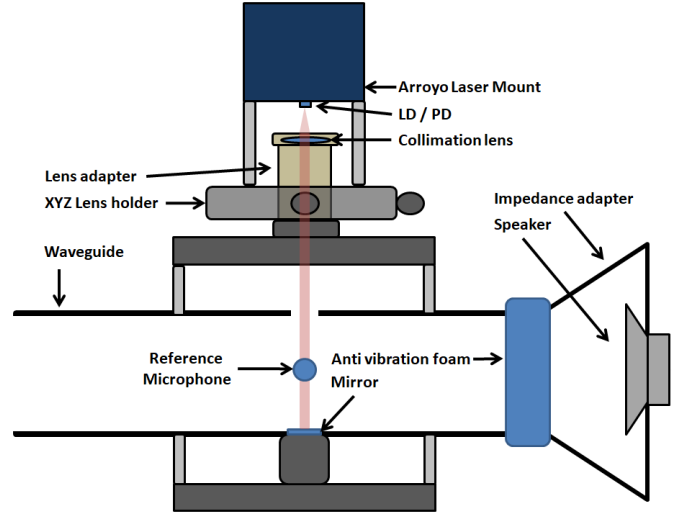 Arroyo Laser Mount
LD / PD
Collimation lens
Lens adapter
XYZ Lens holder
Impedance adapter
Speaker
Waveguide
Reference
Microphone
Anti vibration foam
Mirror